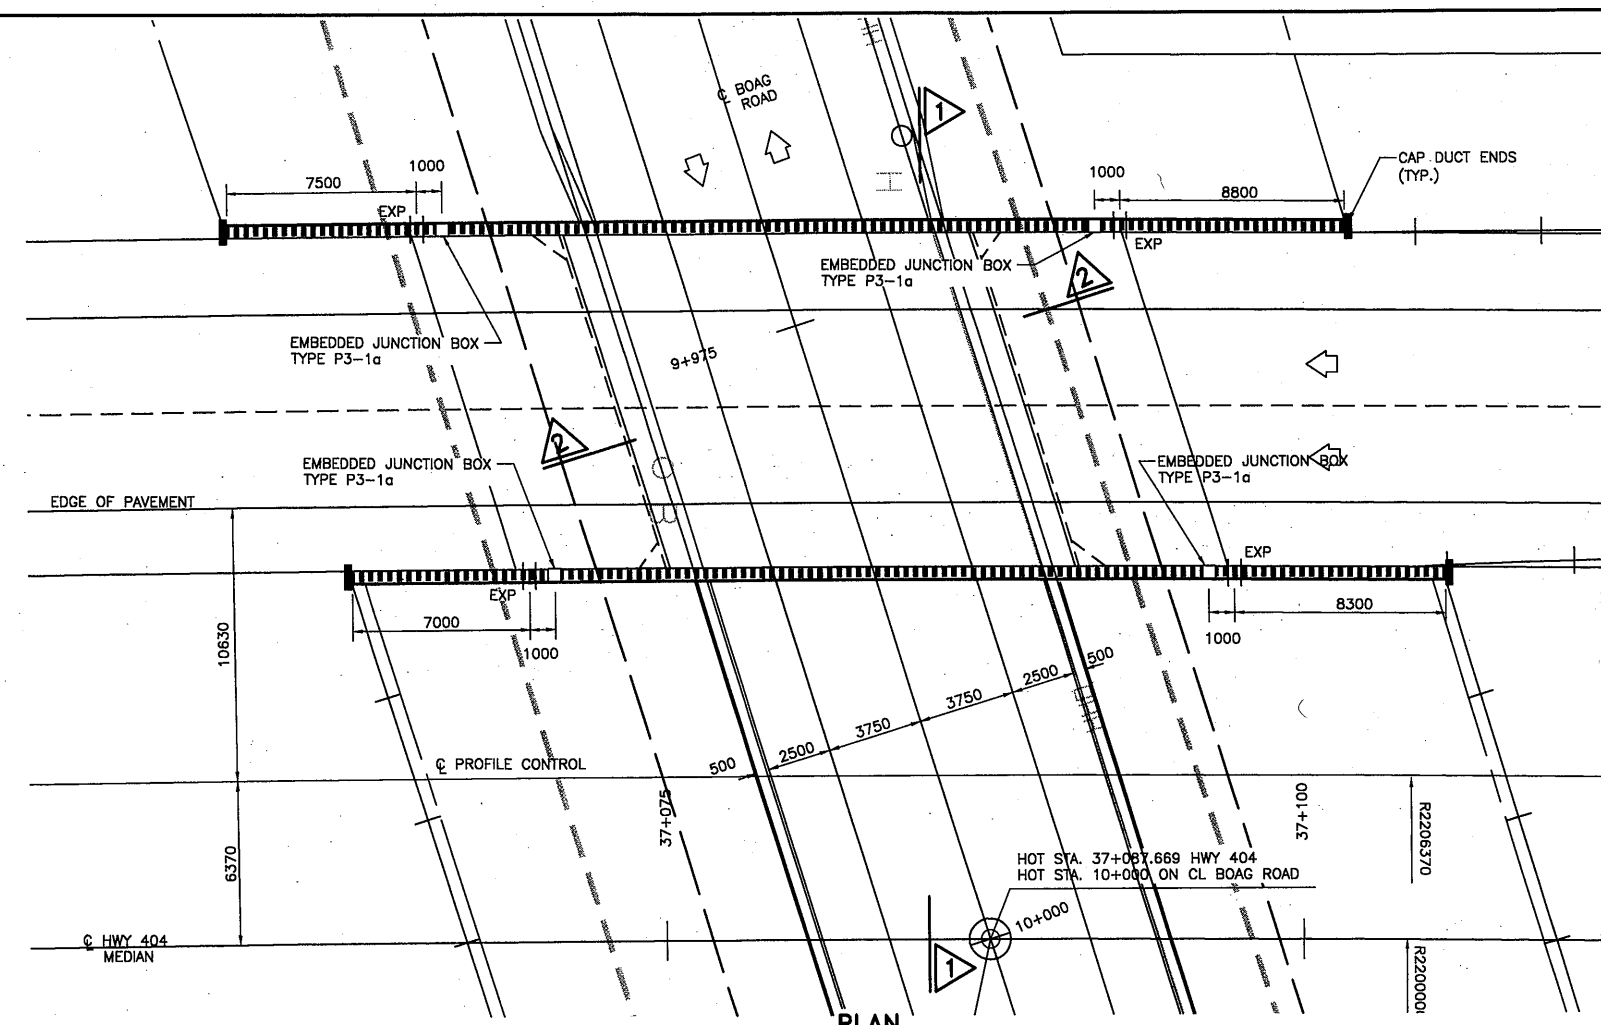 ℄ BOAG
ROAD
1
7500
1000
1000
8800
CAP DUCT ENDS
(TYP.)
EXP
EXP
EMBEDDED JUNCTION BOX
TYPE P3-1a
2
EMBEDDED JUNCTION BOX
TYPE P3-1a
9+975
2
EMBEDDED JUNCTION BOX
TYPE P3-1a
EMBEDDED JUNCTION BOX
TYPE P3-1a
EDGE OF PAVEMENT
EXP
EXP
7000
1000
8300
1000
10630
500
2500
3750
3750
2500
500
℄ PROFILE CONTROL
37+075
37+100
R2206370
6370
HOT STA. 37+087.669 HWY 404
HOT STA. 10+000 ON CL BOAG ROAD
10+000
℄ HWY 404
MEDIAN
1
R220000
PLAN